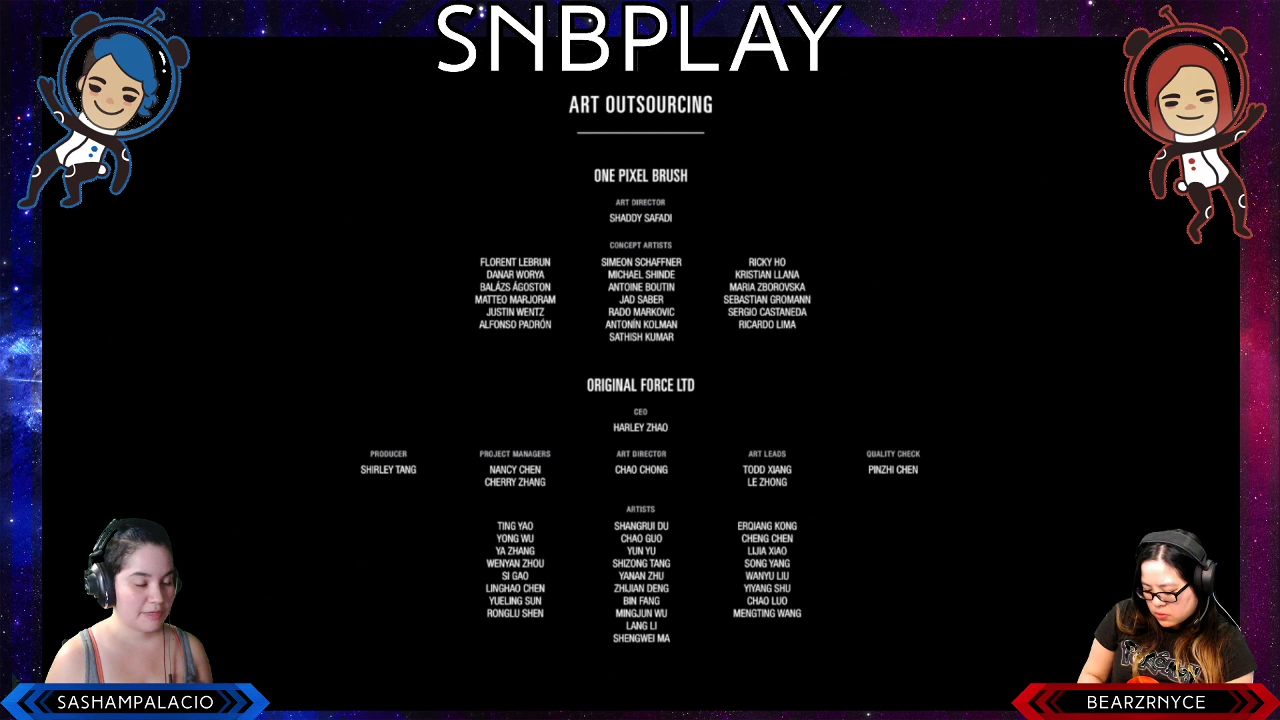 SNBPLAY
ART OUTSOURCING
ONE PIXEL BRUSH
ART DIRECTOR
SHADDY SAFADI
CONCEPT ARTISTS
FLORENT LEBRUN SIMEON SCHAFFNER RICKY HO
DANAR WORYA MICHAEL SHINDE KRISTIAN LLANA
BALÁZS ÁGOSTON ANTOINE BOUTIN MARIA ZBOROVSKA
MATTEO MARJORAM JAD SABER SEBASTIAN GROMANN
JUSTIN WENTZ RADO MARKOVIC SERGIO CASTANEDA
ALFONSO PADRÓN ANTONÍN KOLMAN RICARDO LIMA
SATHISH KUMAR
ORIGINAL FORCE LTD
CEO
HARLEY ZHAO
PRODUCER PROJECT MANAGERS ART DIRECTOR ART LEADS QUALITY CHECK
SHIRLEY TANG NANCY CHEN CHAO CHONG TODD XIANG PINZHI CHEN
CHERRY ZHANG LE ZHONG
ARTISTS
TING YAO SHANGRUI DU ERQIANG KONG
YONG WU CHAO GUO CHENG CHEN
YA ZHANG YUN YU LIJIA XIAO
WENYAN ZHOU SHIZONG TANG SONG YANG
SI GAO YANAN ZHU WANYU LIU
LINGHAO CHEN ZHIJIAN DENG YIYANG SHU
YUELING SUN BIN FANG CHAO LUO
RONGLU SHEN MINGJUN WU MENGTING WANG
LANG LI
SHENGWEI MA
POKÉMON
SASHAMPALACIO
BEARZRNYCE